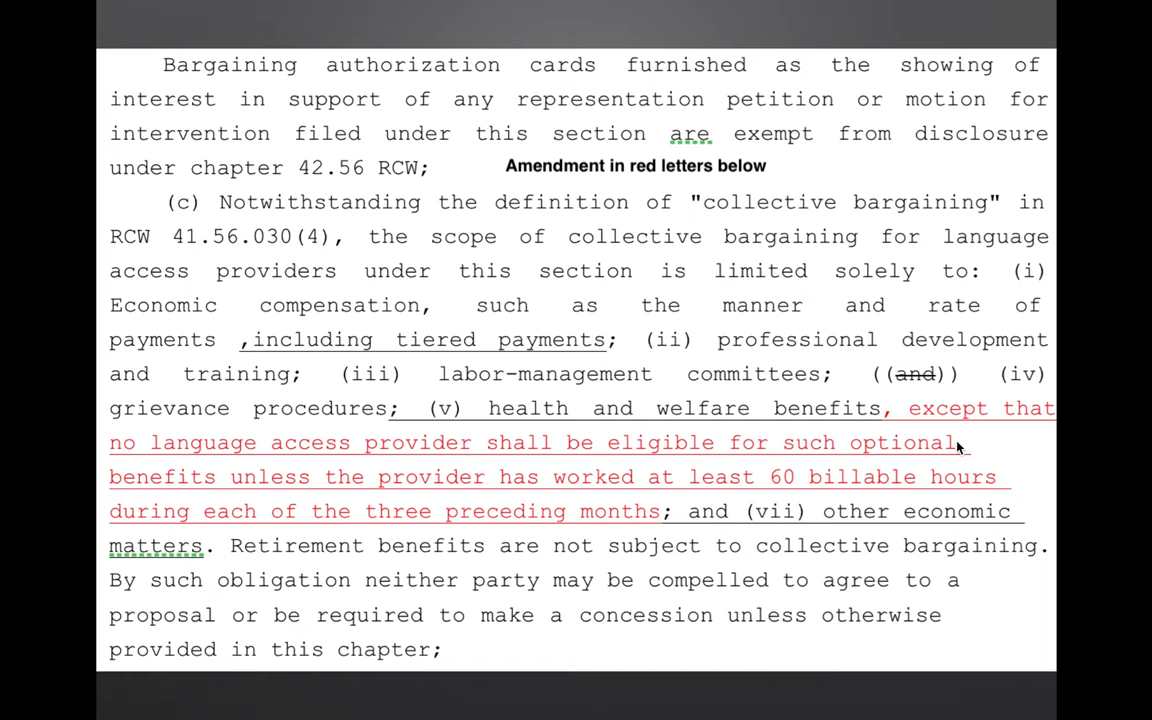 Bargaining authorization cards furnished as the showing of
interest in support of any representation petition or motion for
intervention filed under this section are exempt from disclosure
under chapter 42.56 RCW;
Amendment in red letters below
(c) Notwithstanding the definition of "collective bargaining" in
RCW 41.56.030(4), the scope of collective bargaining for language
access providers under this section is limited solely to: (i)
Economic compensation, such as the manner and rate of
payments ,including tiered payments; (ii) professional development
and training; (iii) labor-management committees; ((and)) (iv)
grievance procedures; (v) health and welfare benefits, except that
no language access provider shall be eligible for such optional
benefits unless the provider has worked at least 60 billable hours
during each of the three preceding months; and (vii) other economic
matters. Retirement benefits are not subject to collective bargaining.
By such obligation neither party may be compelled to agree to a
proposal or be required to make a concession unless otherwise
provided in this chapter;